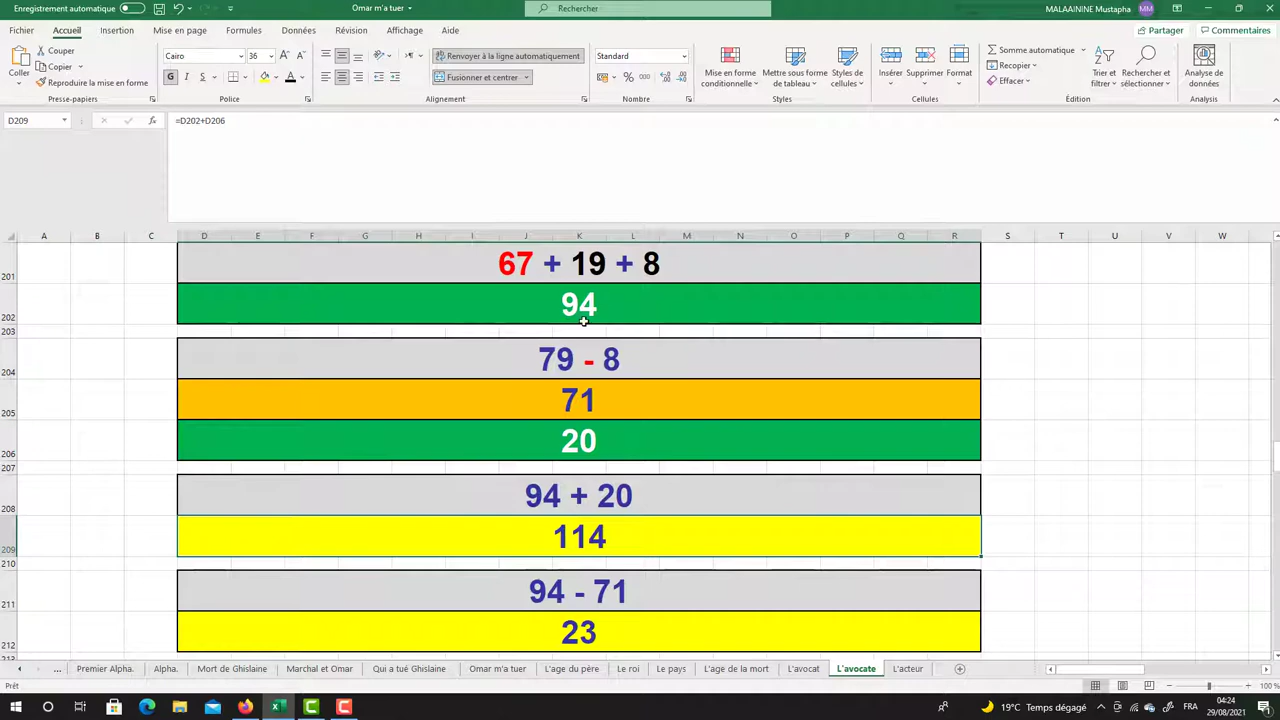 Enregistrement automatique
Omar m'a tuer
Rechercher
MALAAININE Mustapha
MM
Fichier Accueil Insertion Mise en page Formules Données Révision Affichage Aide
Partager Commentaires
Coller
Couper
Copier
Reproduire la mise en forme
Presse-papiers
Cairo 36
G I S
Police
Renvoyer à la ligne automatiquement
Fusionner et centrer
Alignement
Standard
% 000
Nombre
Mise en forme conditionnelle
Mettre sous forme de tableau
Styles de cellules
Styles
Insérer
Supprimer
Format
Cellules
Somme automatique
Recopier
Effacer
Trier et filtrer
Rechercher et sélectionner
Édition
Analyse de données
Analysis
D209
fx
=D202+D206
A B C D E F G H I J K L M N O P Q R S T U V W
201 67 + 19 + 8
202 94
203
204 79 - 8
205 71
206 20
207
208 94 + 20
209 114
210
211 94 - 71
212 23
... Premier Alpha. Alpha. Mort de Ghislaine Marchal et Omar Qui a tué Ghislaine Omar m'a tuer L'age du père Le roi Le pays L'age de la mort L'avocat L'avocate L'acteur
Prêt
100 %
19°C Temps dégagé
FRA
04:24
29/08/2021